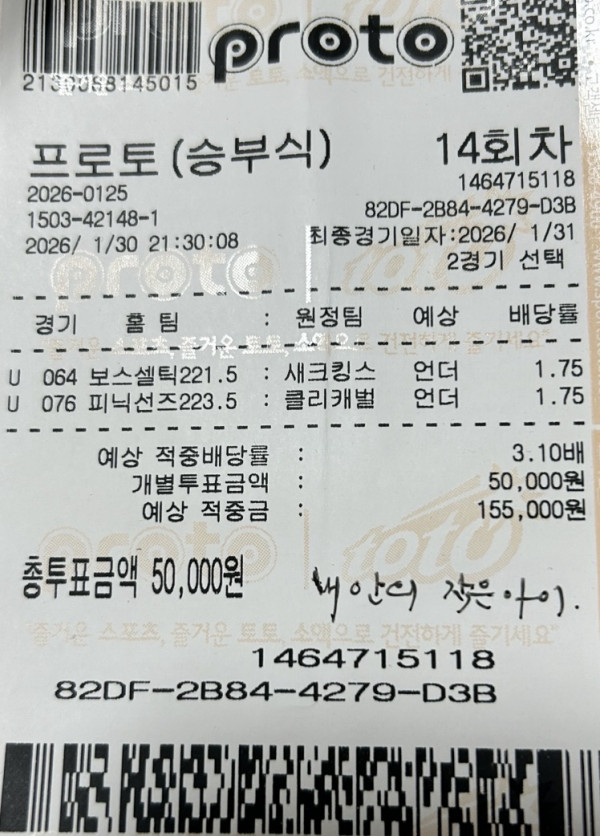 proto
2139058145015
프로토(승부식) 14회차
2026-0125 1464715118
1503-42148-1 82DF-2B84-4279-D3B
2026/ 1/30 21:30:08 최종경기일자:2026/ 1/31
2경기 선택
경기 홈 팀 : 원정팀 예상 배당률
U 064 보스셀틱221.5 : 새크킹스 언더 1.75
U 076 피닉선즈223.5 : 클리캐벌 언더 1.75
예상 적중배당률 : 3.10배
개별투표금액 : 50,000원
예상 적중금 : 155,000원
총투표금액 50,000원 내 안의 작은아이.
"즐거운 스포츠, 즐거운 토토, 소액으로 건전하게 즐기세요"
1464715118
82DF-2B84-4279-D3B